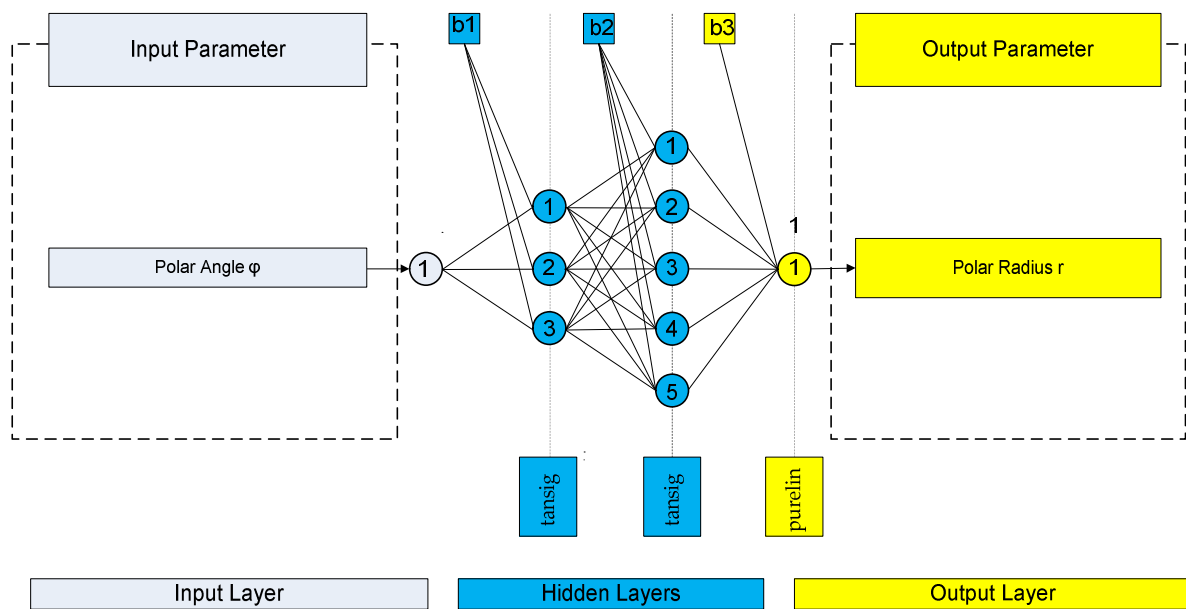 Input Parameter
b1
b2
b3
Output Parameter
1
1
2
1
Polar Angle φ
1
2
3
1
Polar Radius r
3
4
5
tansig
tansig
purelin
Input Layer
Hidden Layers
Output Layer